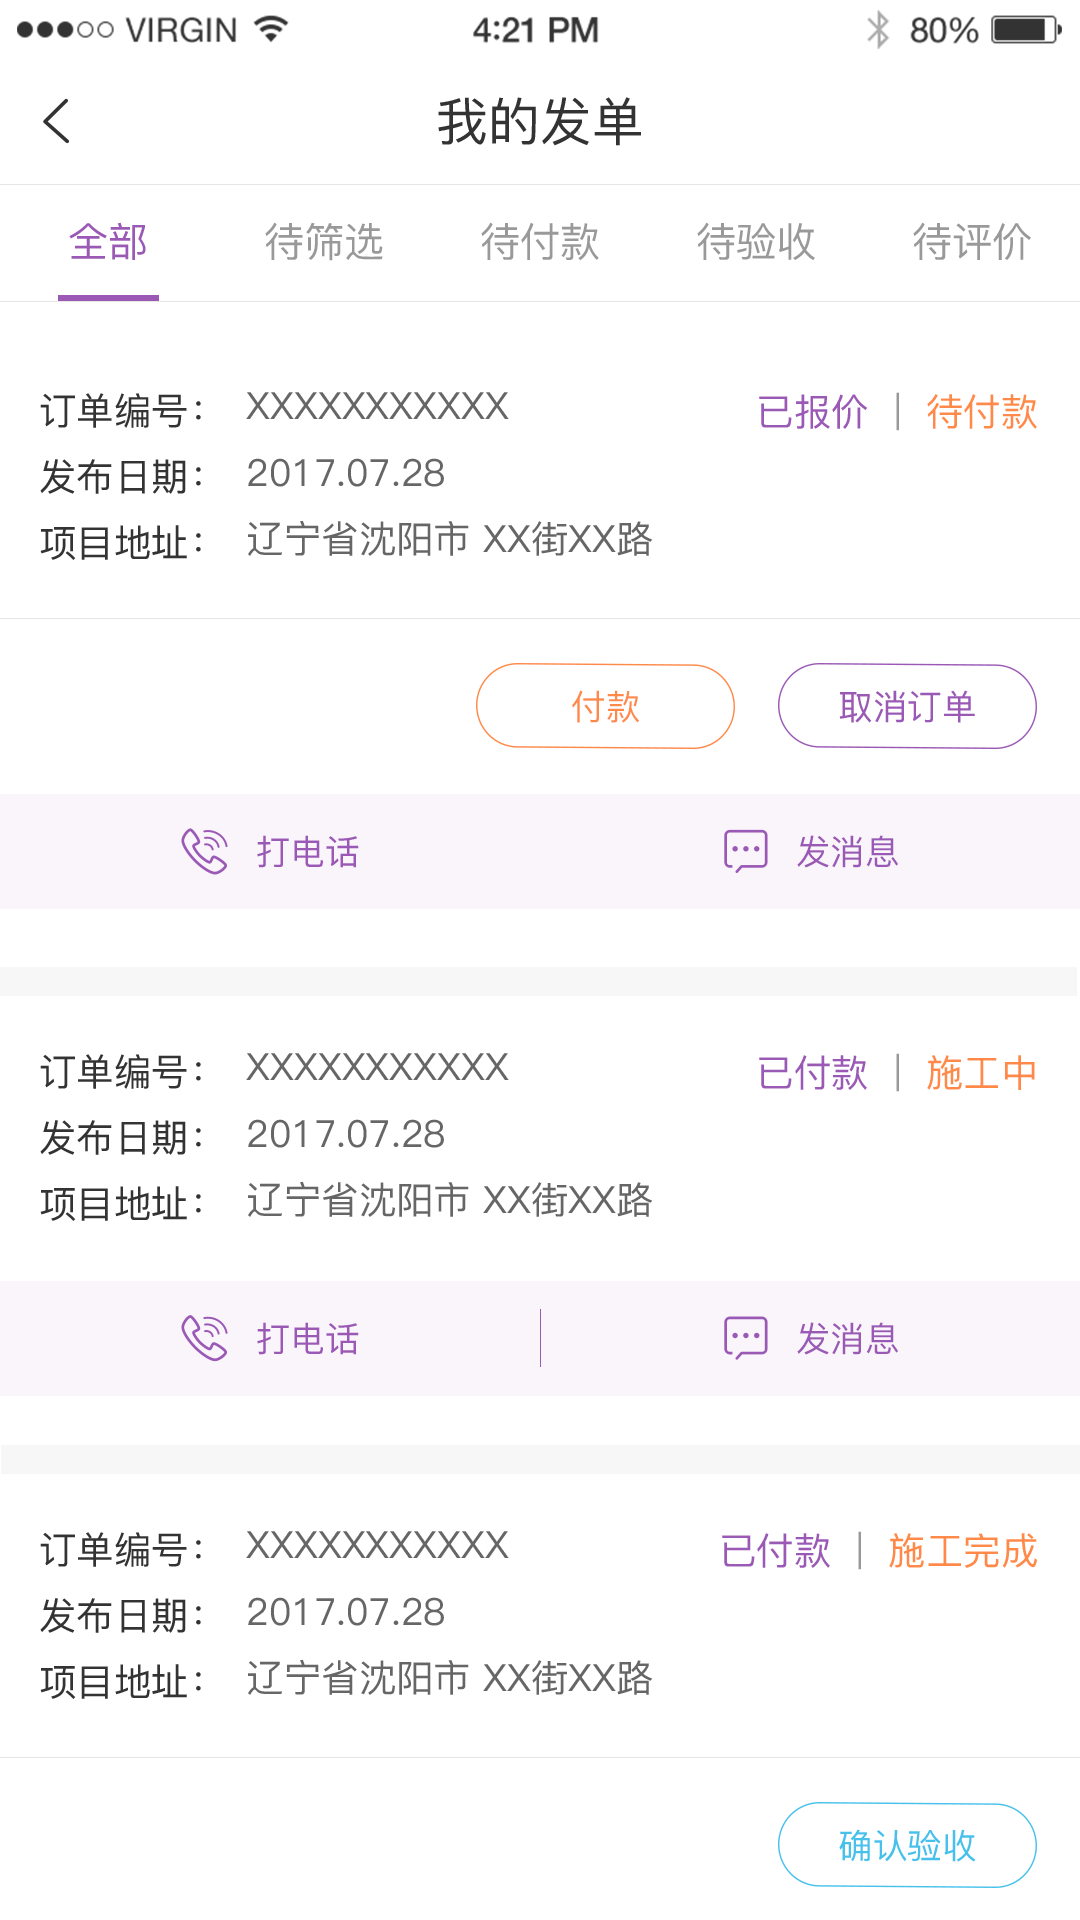 VIRGIN 4:21 PM 80%
我的发单
全部 待筛选 待付款 待验收 待评价
订单编号： XXXXXXXXXXX 已报价 | 待付款
发布日期： 2017.07.28
项目地址： 辽宁省沈阳市 XX街XX路
付款 取消订单
打电话 发消息
订单编号： XXXXXXXXXXX 已付款 | 施工中
发布日期： 2017.07.28
项目地址： 辽宁省沈阳市 XX街XX路
打电话 发消息
订单编号： XXXXXXXXXXX 已付款 | 施工完成
发布日期： 2017.07.28
项目地址： 辽宁省沈阳市 XX街XX路
确认验收